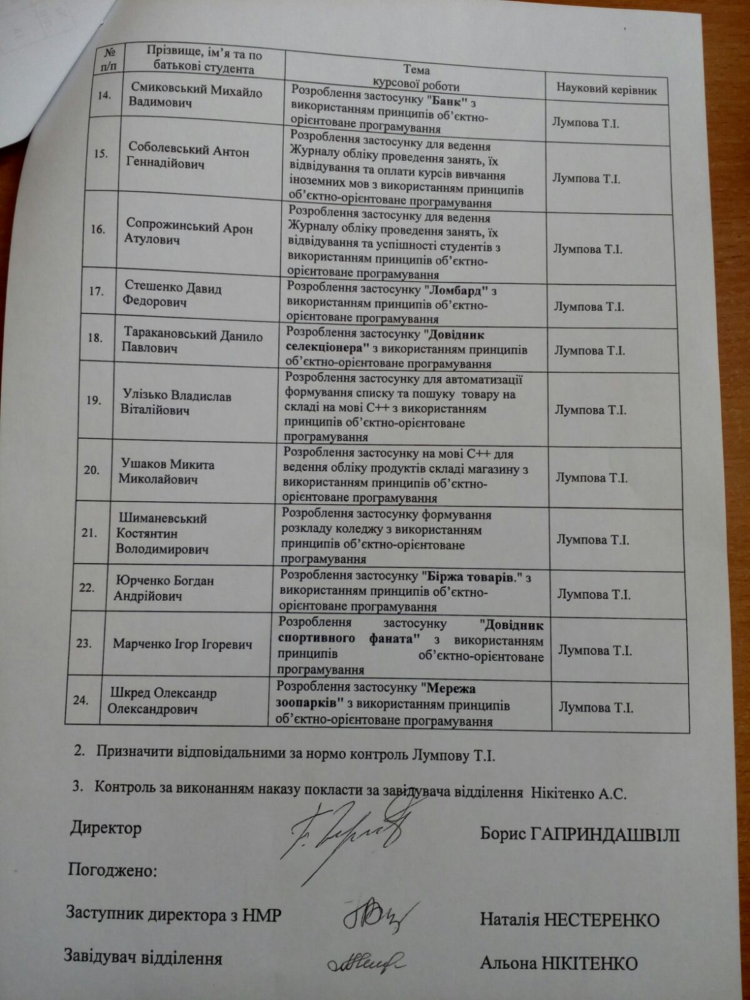 №
п/п
Прізвище, ім’я та по
батькові студента
Тема
курсової роботи
Науковий керівник
14.
Смиковський Михайло
Вадимович
Розроблення застосунку "Банк" з
використанням принципів об’єктно-
орієнтоване програмування
Лумпова Т.І.
15.
Соболевський Антон
Геннадійович
Розроблення застосунку для ведення
Журналу обліку проведення занять, їх
відвідування та оплати курсів вивчання
іноземних мов з використанням принципів
об’єктно-орієнтоване програмування
Лумпова Т.І.
16.
Сопрожинський Арон
Атулович
Розроблення застосунку для ведення
Журналу обліку проведення занять, їх
відвідування та успішності студентів з
використанням принципів об’єктно-
орієнтоване програмування
Лумпова Т.І.
17.
Стешенко Давид
Федорович
Розроблення застосунку "Ломбард" з
використанням принципів об’єктно-
орієнтоване програмування
Лумпова Т.І.
18.
Таракановський Данило
Павлович
Розроблення застосунку "Довідник
селекціонера" з використанням принципів
об’єктно-орієнтоване програмування
Лумпова Т.І.
19.
Улізько Владислав
Віталійович
Розроблення застосунку для автоматизації
формування списку та пошуку товару на
складі на мові С++ з використанням
принципів об’єктно-орієнтоване
програмування
Лумпова Т.І.
20.
Ушаков Микита
Миколайович
Розроблення застосунку на мові С++ для
ведення обліку продуктів складі магазину з
використанням принципів об’єктно-
орієнтоване програмування
Лумпова Т.І.
21.
Шиманевський
Костянтин
Володимирович
Розроблення застосунку формування
розкладу коледжу з використанням
принципів об’єктно-орієнтоване
програмування
Лумпова Т.І.
22.
Юрченко Богдан
Андрійович
Розроблення застосунку "Біржа товарів." з
використанням принципів об’єктно-
орієнтоване програмування
Лумпова Т.І.
23.
Марченко Ігор Ігоревич
Розроблення застосунку "Довідник
спортивного фаната" з використанням
принципів об’єктно-орієнтоване
програмування
Лумпова Т.І.
24.
Шкред Олександр
Олександрович
Розроблення застосунку "Мережа
зоопарків" з використанням принципів
об’єктно-орієнтоване програмування
Лумпова Т.І.
2. Призначити відповідальними за нормо контроль Лумпову Т.І.
3. Контроль за виконанням наказу покласти за завідувача відділення Нікітенко А.С.
Директор
Борис ГАПРИНДАШВІЛІ
Погоджено:
Заступник директора з НМР
Наталія НЕСТЕРЕНКО
Завідувач відділення
Альона НІКІТЕНКО